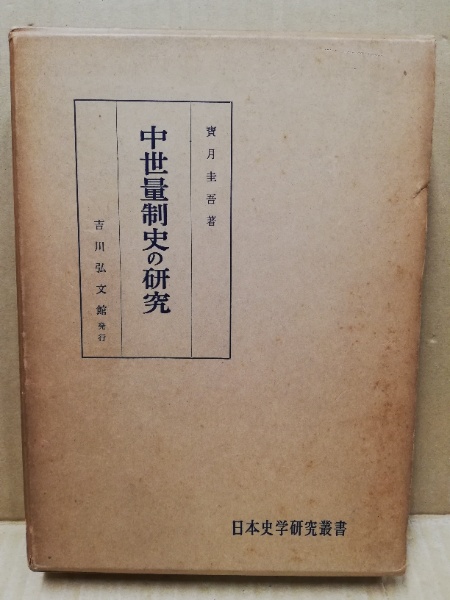 寳月圭吾著
中世量制史の研究
吉川弘文館発行
日本史学研究叢書